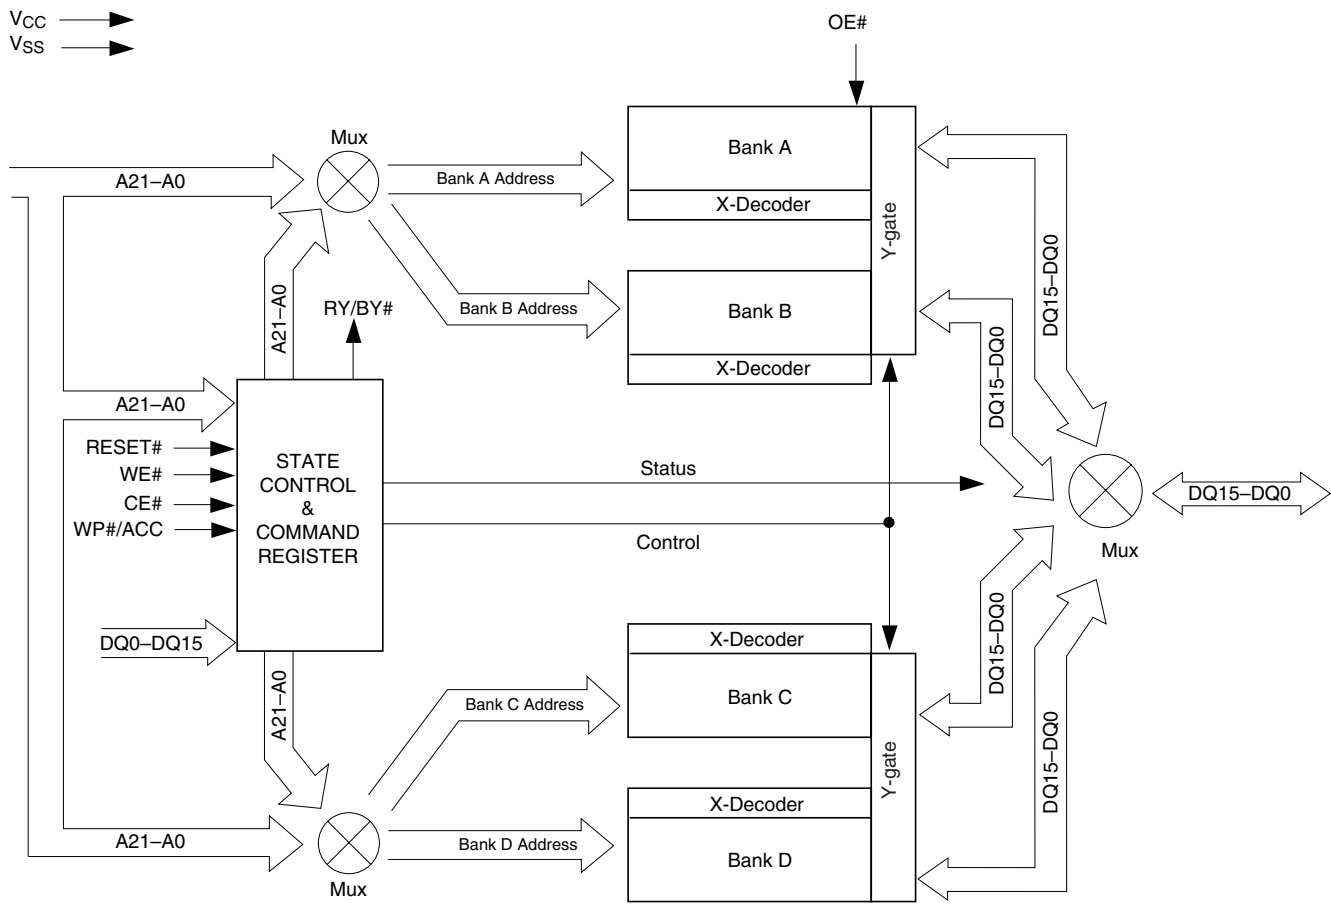 VCC
VSS
OE#
Mux
A21–A0
Bank A Address
Bank A
X-Decoder
Y-gate
DQ15–DQ0
A21–A0
RY/BY#
Bank B Address
Bank B
X-Decoder
DQ15–DQ0
A21–A0
RESET#
WE#
CE#
WP#/ACC
STATE
CONTROL
&
COMMAND
REGISTER
Status
Control
DQ15–DQ0
Mux
DQ0–DQ15
A21–A0
X-Decoder
Bank C Address
Bank C
DQ15–DQ0
Y-gate
DQ15–DQ0
X-Decoder
A21–A0
Mux
Bank D Address
Bank D